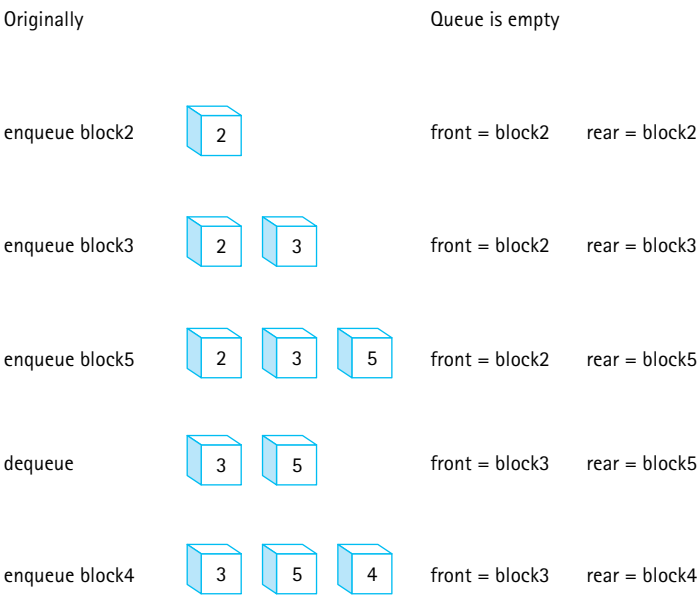 Originally Queue is empty
enqueue block2 2 front = block2 rear = block2
enqueue block3 2 3 front = block2 rear = block3
enqueue block5 2 3 5 front = block2 rear = block5
dequeue 3 5 front = block3 rear = block5
enqueue block4 3 5 4 front = block3 rear = block4